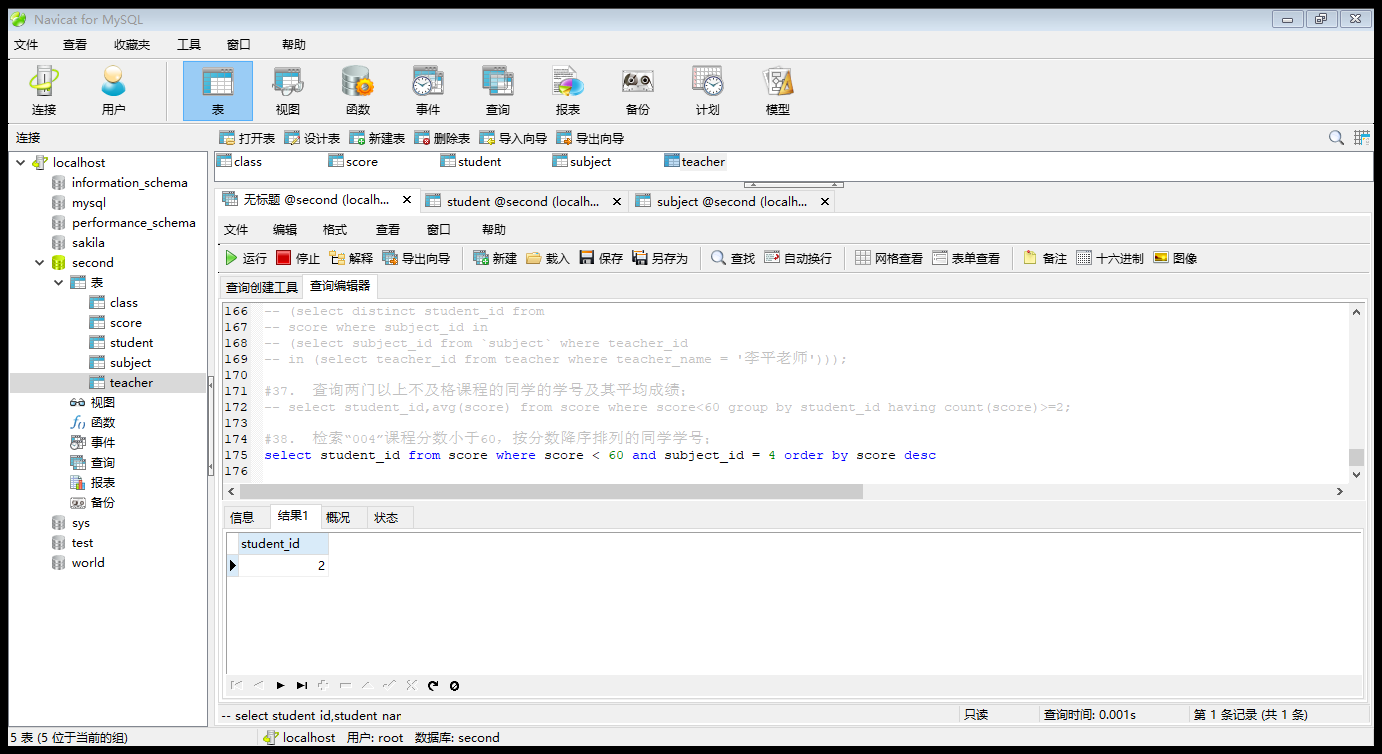 Navicat for MySQL
文件 查看 收藏夹 工具 窗口 帮助
连接 用户 表 视图 函数 事件 查询 报表 备份 计划 模型
连接
打开表 设计表 新建表 删除表 导入向导 导出向导
class score student subject teacher
localhost
information_schema
mysql
performance_schema
sakila
second
表
class
score
student
subject
teacher
视图
函数
事件
查询
报表
备份
sys
test
world
无标题 @second (localh... student @second (localh... subject @second (localh...
文件 编辑 格式 查看 窗口 帮助
运行 停止 解释 导出向导 新建 载入 保存 另存为 查找 自动换行 网格查看 表单查看 备注 十六进制 图像
查询创建工具 查询编辑器
166 -- (select distinct student_id from
167 -- score where subject_id in
168 -- (select subject_id from `subject` where teacher_id
169 -- in (select teacher_id from teacher where teacher_name = '李平老师')));
170
171 #37. 查询两门以上不及格课程的同学的学号及其平均成绩;
172 -- select student_id,avg(score) from score where score<60 group by student_id having count(score)>=2;
173
174 #38. 检索“004”课程分数小于60, 按分数降序排列的同学学号;
175 select student_id from score where score < 60 and subject_id = 4 order by score desc
176
信息 结果1 概况 状态
student_id
2
-- select student id,student nar 只读 查询时间: 0.001s 第 1 条记录 (共 1 条)
5 表 (5 位于当前的组) localhost 用户: root 数据库: second